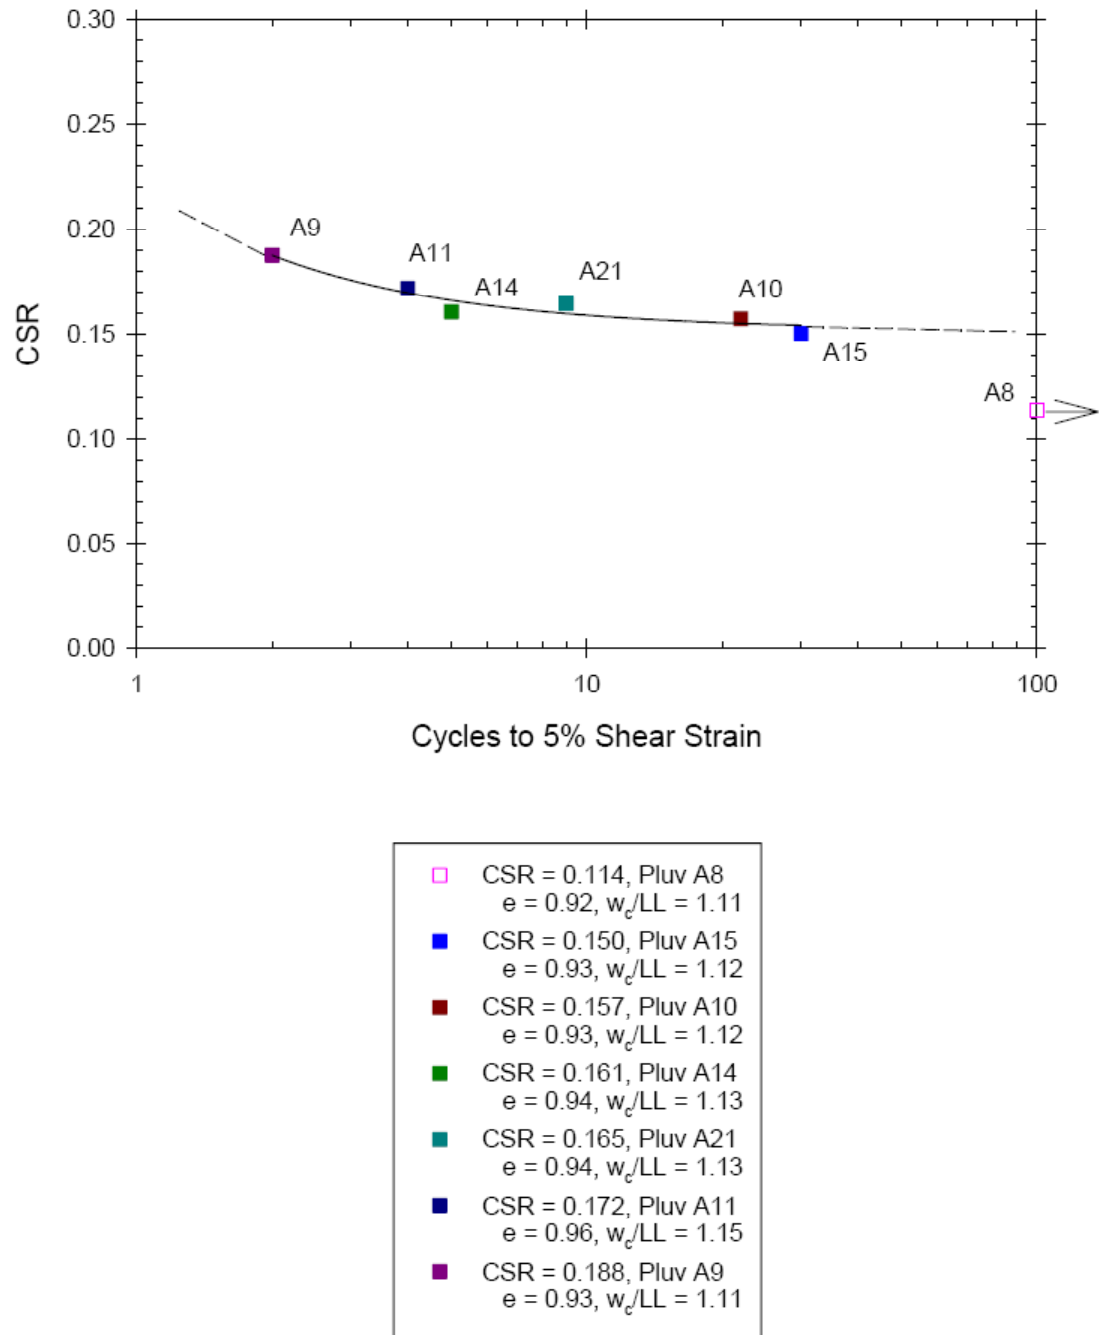 0.30
0.25
0.20
0.15
0.10
0.05
0.00
CSR
A9
A11
A14
A21
A10
A15
A8
1
10
100
Cycles to 5% Shear Strain
CSR = 0.114, Pluv A8
e = 0.92, wc/LL = 1.11
CSR = 0.150, Pluv A15
e = 0.93, wc/LL = 1.12
CSR = 0.157, Pluv A10
e = 0.93, wc/LL = 1.12
CSR = 0.161, Pluv A14
e = 0.94, wc/LL = 1.13
CSR = 0.165, Pluv A21
e = 0.94, wc/LL = 1.13
CSR = 0.172, Pluv A11
e = 0.96, wc/LL = 1.15
CSR = 0.188, Pluv A9
e = 0.93, wc/LL = 1.11